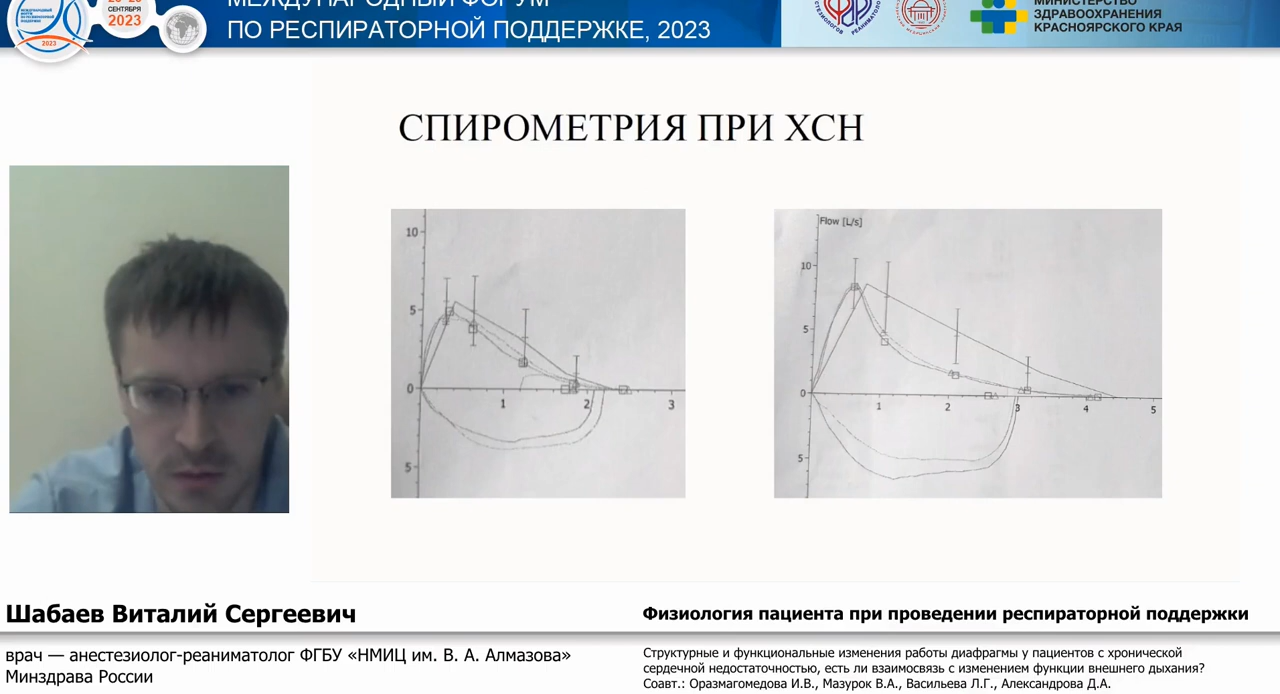 МЕЖДУНАРОДНЫЙ ФОРУМ
ПО РЕСПИРАТОРНОЙ ПОДДЕРЖКЕ, 2023
СЕНТЯБРЯ
2023
2023
МИНИСТЕРСТВО
ЗДРАВООХРАНЕНИЯ
КРАСНОЯРСКОГО КРАЯ
СПИРОМЕТРИЯ ПРИ ХСН
10
5
0
1
2
3
5
Flow [L/s]
10
5
0
1
2
3
4
5
5
Шабаев Виталий Сергеевич
врач — анестезиолог-реаниматолог ФГБУ «НМИЦ им. В. А. Алмазова»
Минздрава России
Физиология пациента при проведении респираторной поддержки
Структурные и функциональные изменения работы диафрагмы у пациентов с хронической
сердечной недостаточностью, есть ли взаимосвязь с изменением функции внешнего дыхания?
Соавт.: Оразмагомедова И.В., Мазурок В.А., Васильева Л.Г., Александрова Д.А.